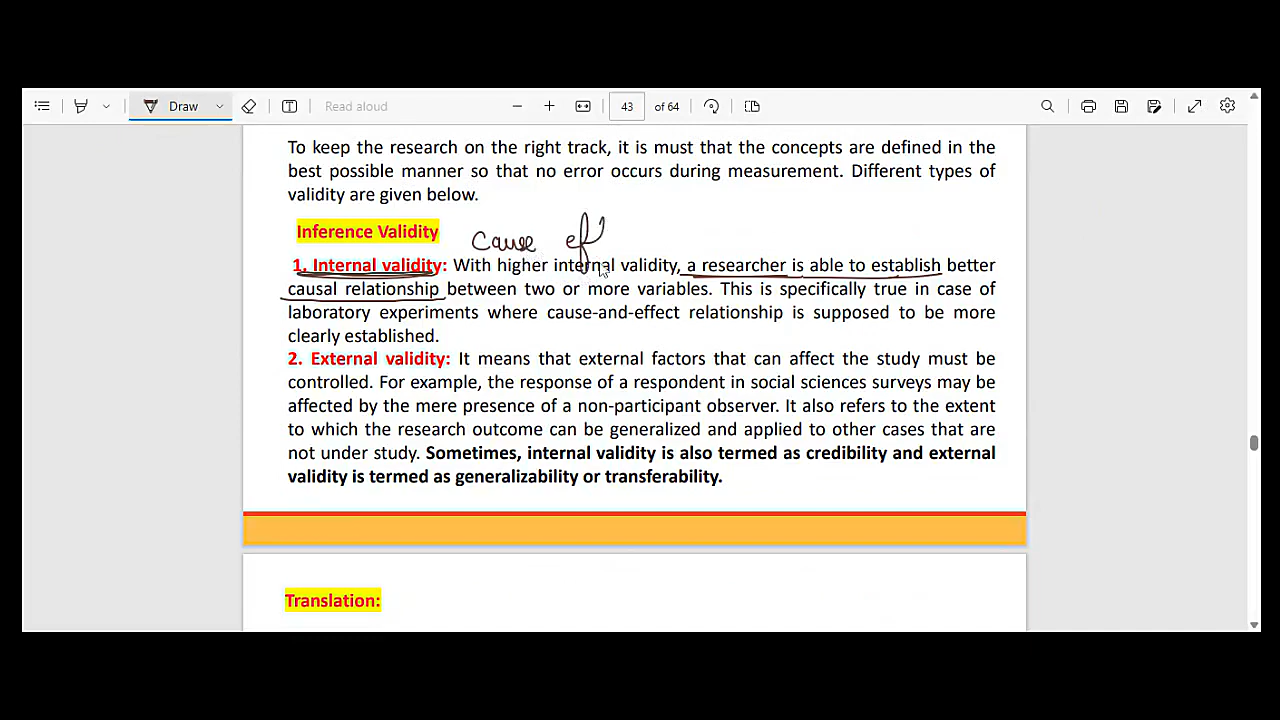 Draw
Read aloud
43 of 64
To keep the research on the right track, it is must that the concepts are defined in the
best possible manner so that no error occurs during measurement. Different types of
validity are given below.
Inference Validity
cause ef
1. Internal validity: With higher internal validity, a researcher is able to establish better
causal relationship between two or more variables. This is specifically true in case of
laboratory experiments where cause-and-effect relationship is supposed to be more
clearly established.
2. External validity: It means that external factors that can affect the study must be
controlled. For example, the response of a respondent in social sciences surveys may be
affected by the mere presence of a non-participant observer. It also refers to the extent
to which the research outcome can be generalized and applied to other cases that are
not under study. Sometimes, internal validity is also termed as credibility and external
validity is termed as generalizability or transferability.
Translation: